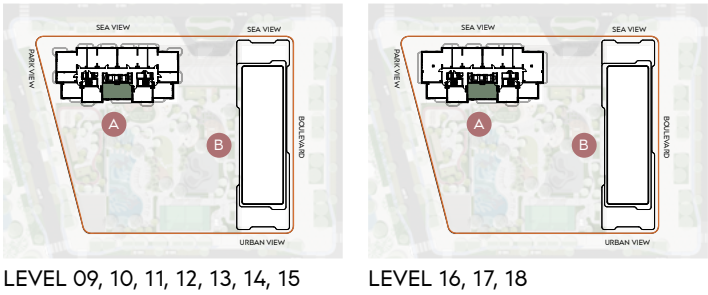 SEA VIEW
SEA VIEW
PARK VIEW
A
B
BOULEVARD
URBAN VIEW
LEVEL 09, 10, 11, 12, 13, 14, 15
SEA VIEW
SEA VIEW
PARK VIEW
A
B
BOULEVARD
URBAN VIEW
LEVEL 16, 17, 18